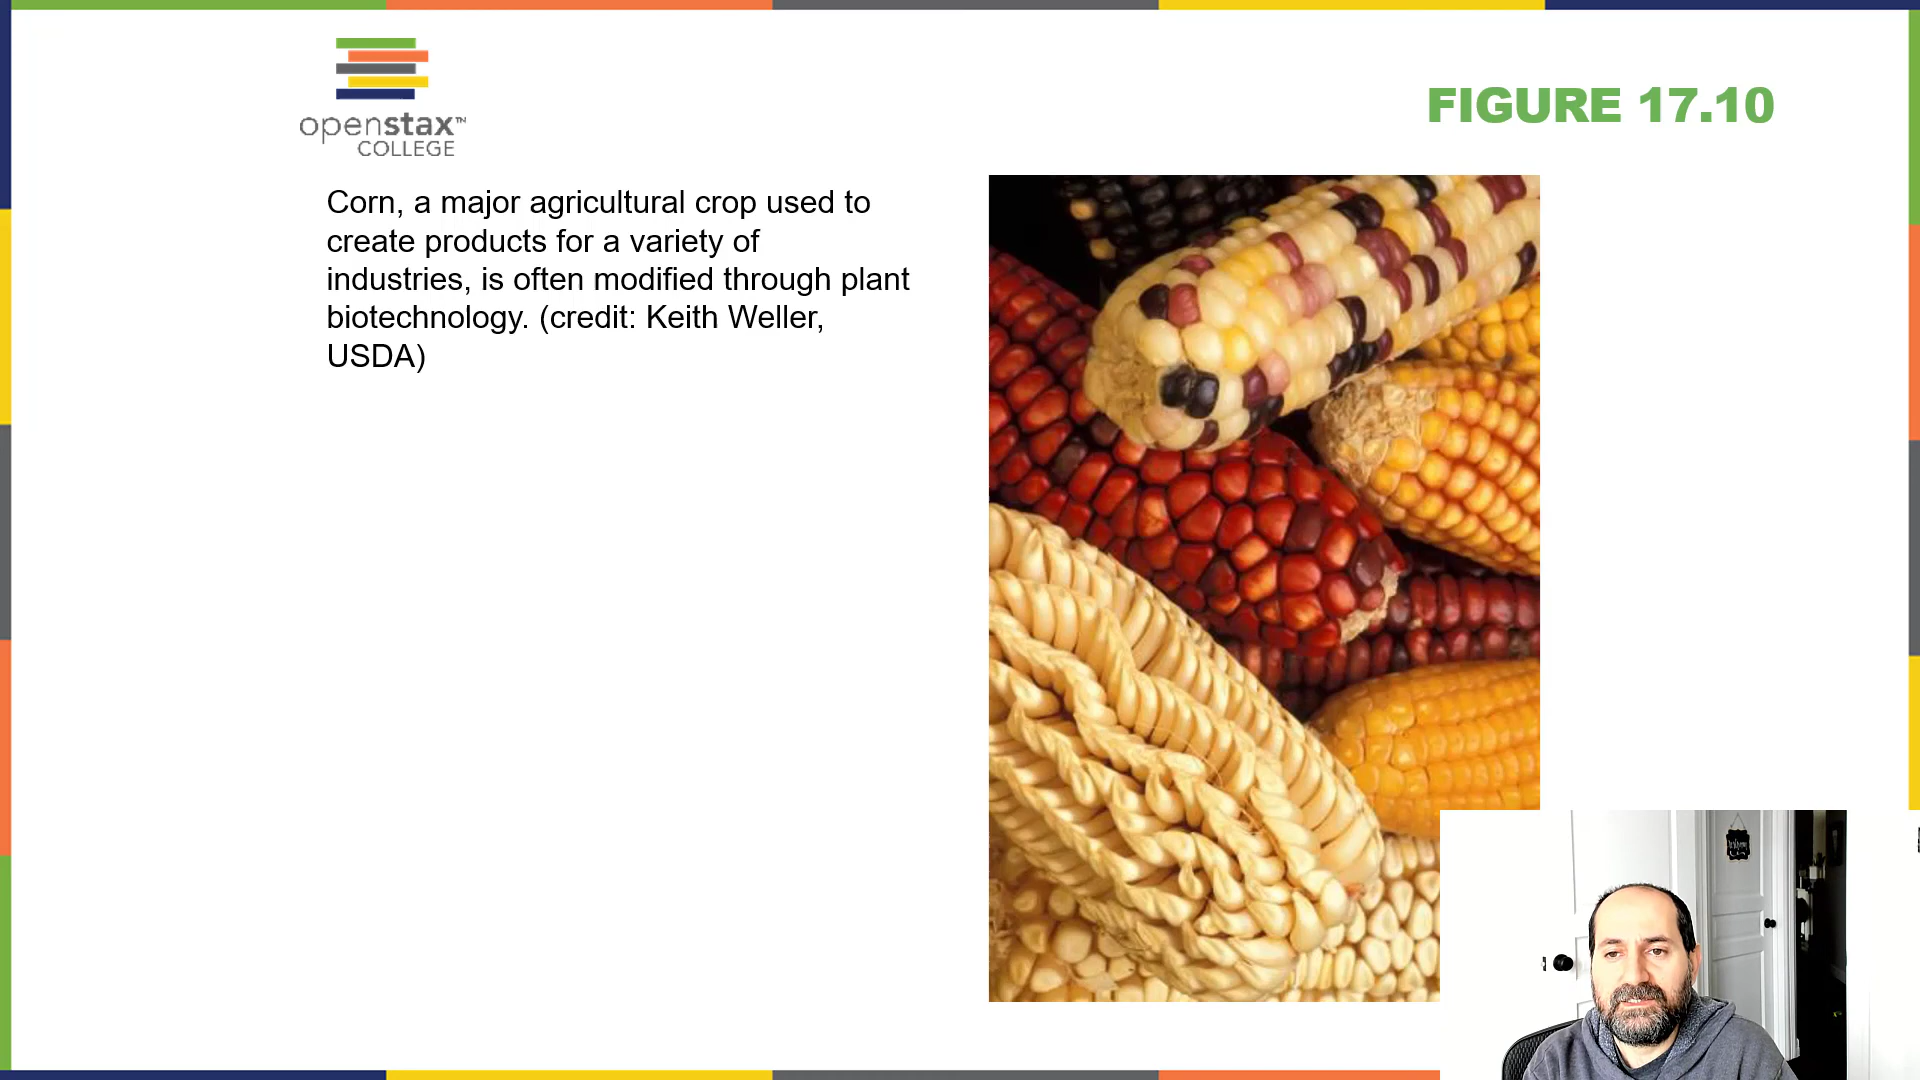 openstax™
COLLEGE
FIGURE 17.10
Corn, a major agricultural crop used to
create products for a variety of
industries, is often modified through plant
biotechnology. (credit: Keith Weller,
USDA)